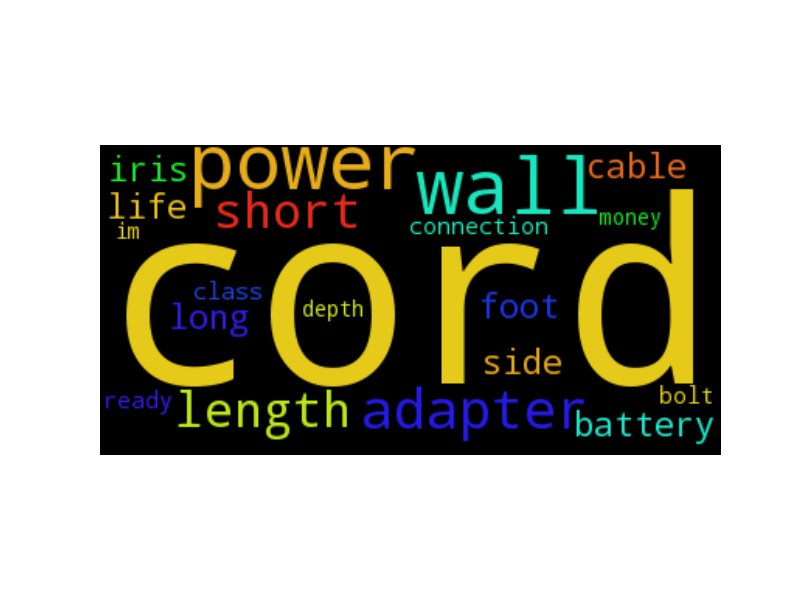 iris power wall cable
life short connection money
im
cord
class
long depth foot
side
ready length adapter bolt
battery